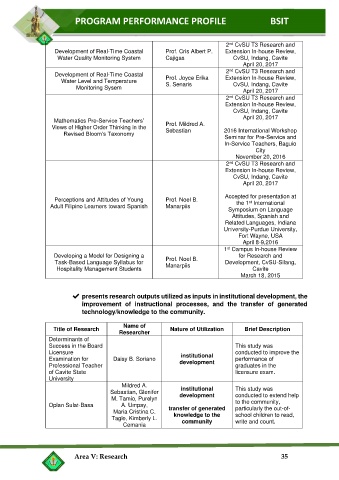 PROGRAM PERFORMANCE PROFILE BSIT
Development of Real-Time Coastal Water Quality Monitoring System
Prof. Cris Albert P. Cajigas
2nd CvSU T3 Research and Extension In-house Review, CvSU, Indang, Cavite
April 20, 2017
Development of Real-Time Coastal Water Level and Temperature Monitoring Sysem
Prof. Joyce Erika S. Senaris
2nd CvSU T3 Research and Extension In-house Review, CvSU, Indang, Cavite
April 20, 2017
Mathematics Pre-Service Teachers' Views of Higher Order Thinking in the Revised Bloom's Taxonomy
Prof. Mildred A. Sebastian
2nd CvSU T3 Research and Extension In-house Review, CvSU, Indang, Cavite
April 20, 2017
2016 International Workshop Seminar for Pre-Service and In-Service Teachers, Baguio City
November 20, 2016
Perceptions and Attitudes of Young Adult Filipino Learners toward Spanish
Prof. Noel B. Manarpiis
2nd CvSU T3 Research and Extension In-house Review, CvSU, Indang, Cavite
April 20, 2017
Accepted for presentation at the 1st International Symposium on Language Attitudes, Spanish and Related Languages, Indiana University-Purdue University, Fort Wayne, USA
April 8-9,2016
Developing a Model for Designing a Task-Based Language Syllabus for Hospitality Management Students
Prof. Noel B. Manarpiis
1st Campus In-house Review for Research and Development, CvSU-Silang, Cavite
March 18, 2015
✔ presents research outputs utilized as inputs in institutional development, the improvement of instructional processes, and the transfer of generated technology/knowledge to the community.
Title of Research
Name of Researcher
Nature of Utilization
Brief Description
Determinants of Success in the Board Licensure Examination for Professional Teacher of Cavite State University
Daisy B. Soriano
institutional development
This study was conducted to improve the performance of graduates in the licensure exam.
Oplan Sulat-Basa
Mildred A. Sebastian, Glenifer M. Tamio, Purelyn A. Umpay, Maria Cristina C. Tagle, Kimberly L. Cernania
institutional development
transfer of generated knowledge to the community
This study was conducted to extend help to the community, particularly the out-of-school children to read, write and count.
Area V: Research 35